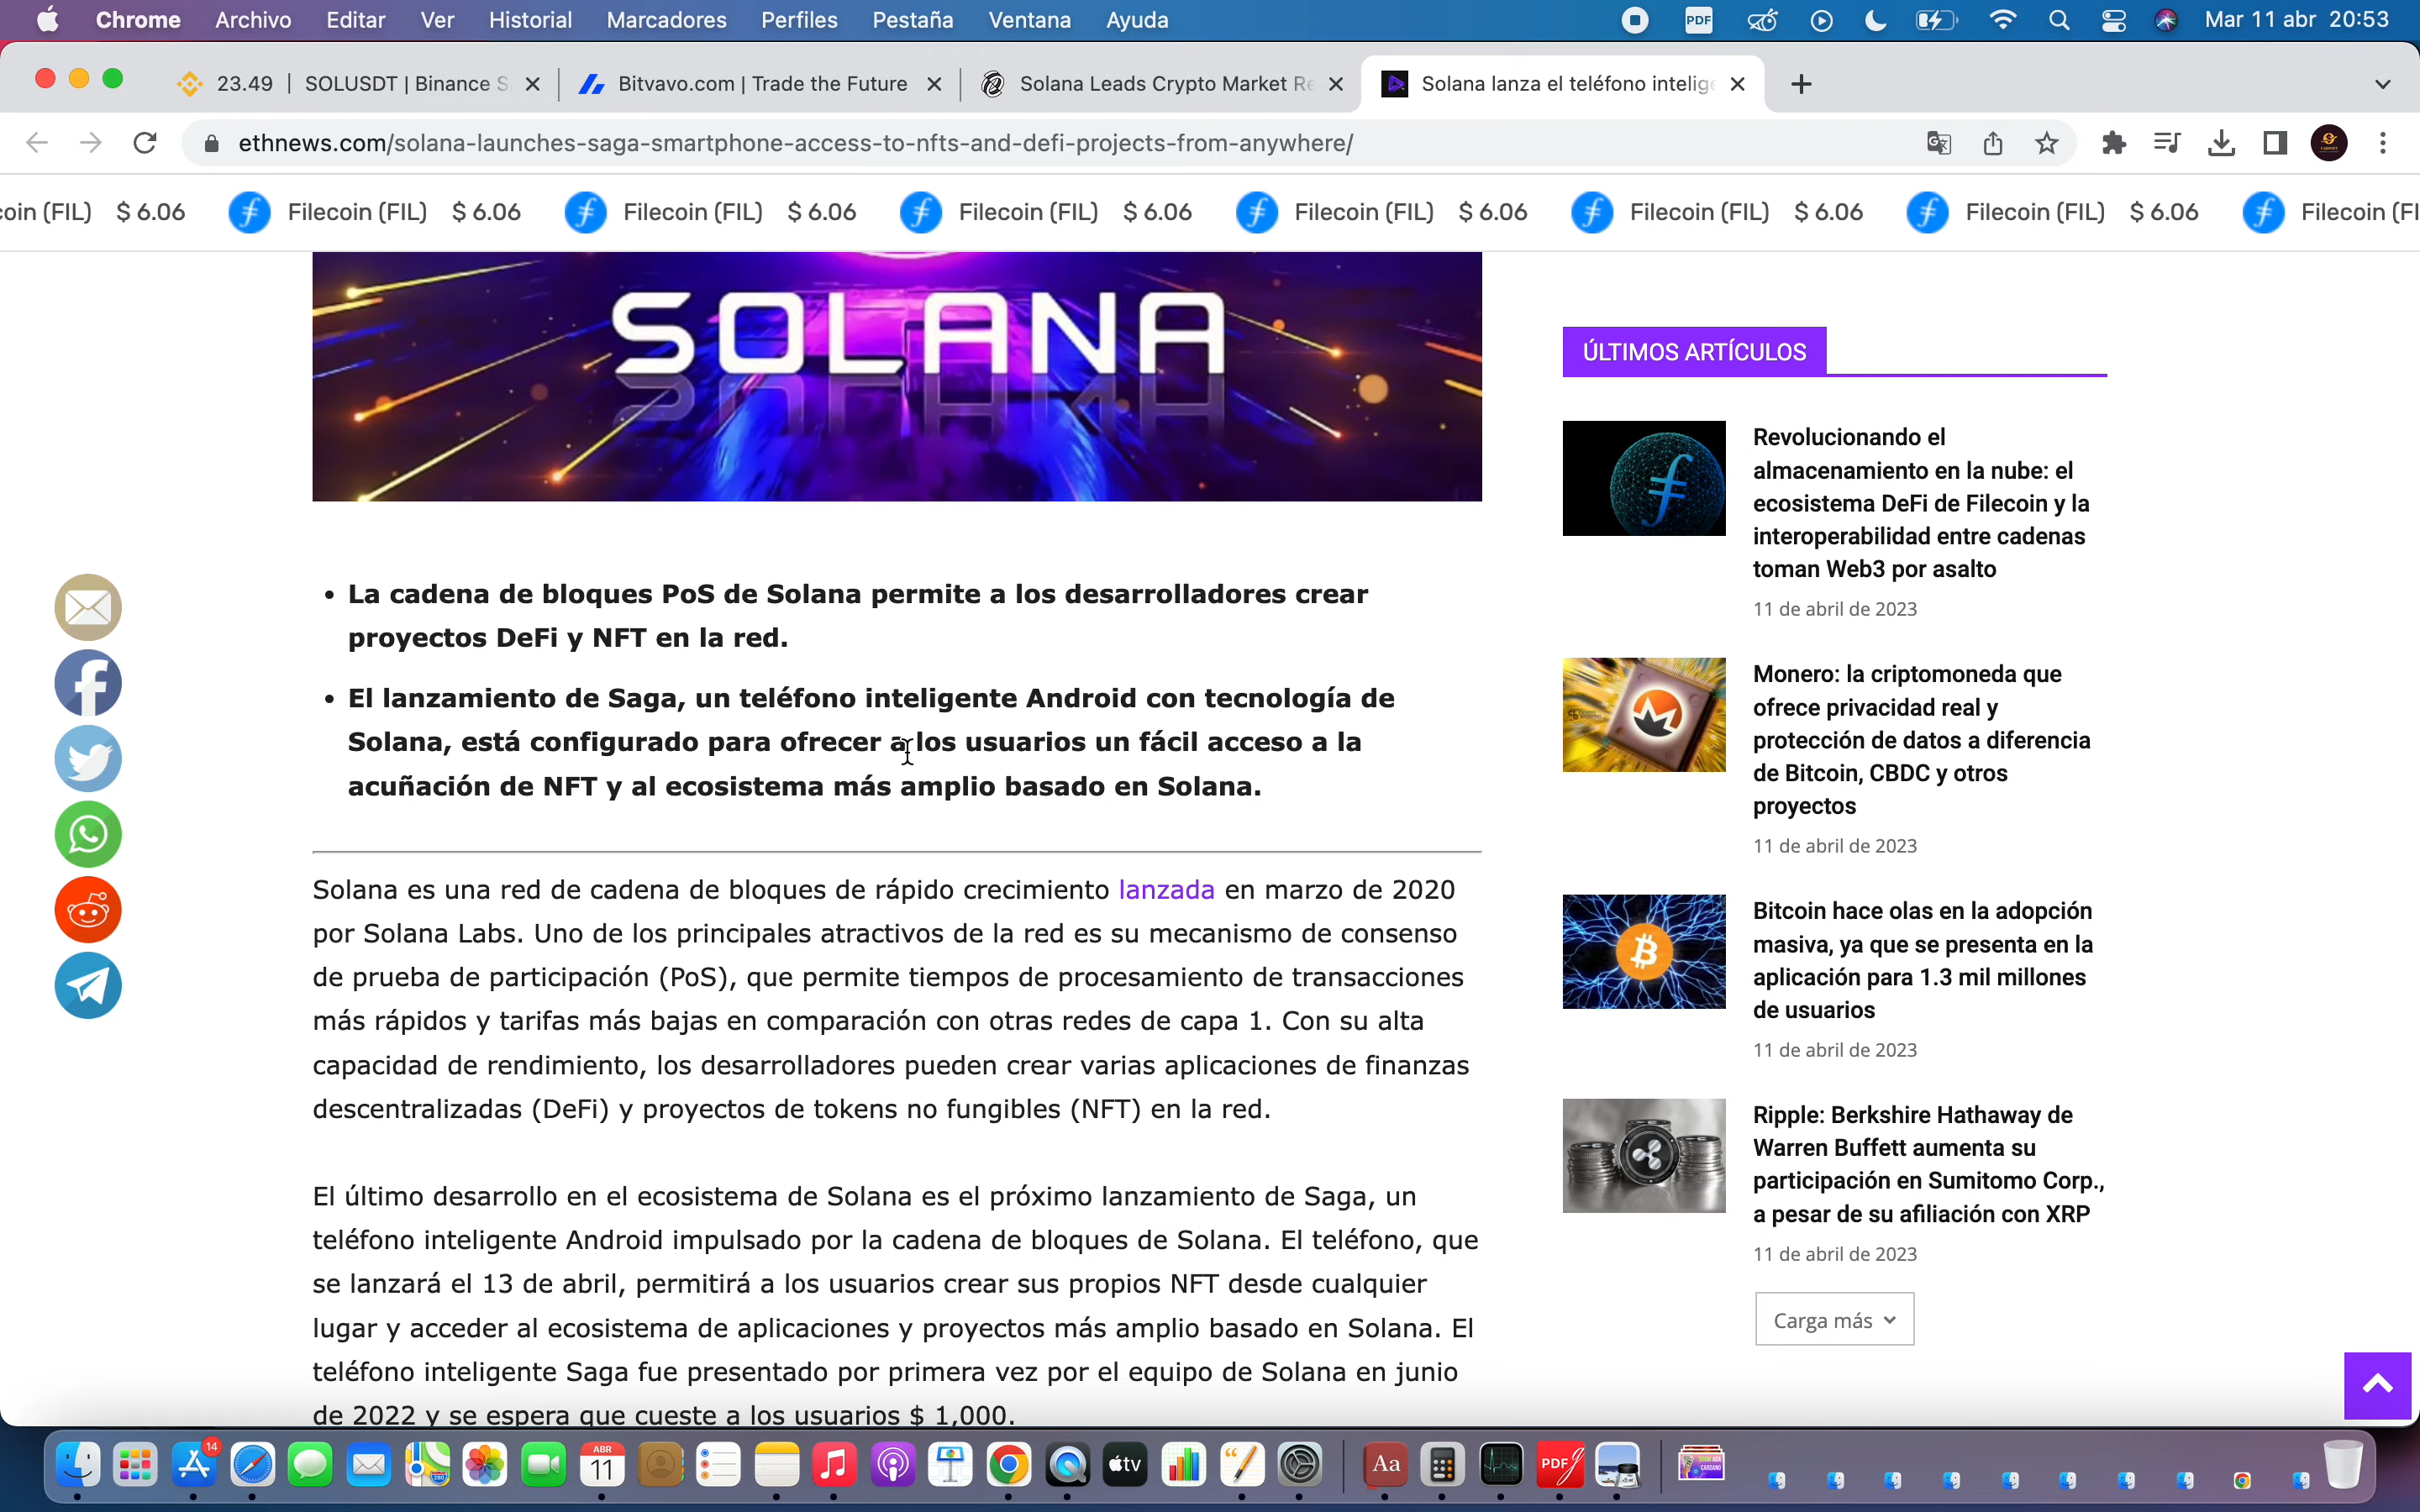 Chrome Archivo Editar Ver Historial Marcadores Perfiles Pestaña Ventana Ayuda PDF Mar 11 abr 20:53
23.49 | SOLUSDT | Binance S Bitvavo.com | Trade the Future Solana Leads Crypto Market Re Solana lanza el teléfono intelige
ethnews.com/solana-launches-saga-smartphone-access-to-nfts-and-defi-projects-from-anywhere/
coin (FIL) $ 6.06 Filecoin (FIL) $ 6.06 Filecoin (FIL) $ 6.06 Filecoin (FIL) $ 6.06 Filecoin (FIL) $ 6.06 Filecoin (FIL) $ 6.06 Filecoin (FIL) $ 6.06 Filecoin (FI
SOLANA
• La cadena de bloques PoS de Solana permite a los desarrolladores crear
proyectos DeFi y NFT en la red.
• El lanzamiento de Saga, un teléfono inteligente Android con tecnología de
Solana, está configurado para ofrecer a los usuarios un fácil acceso a la
acuñación de NFT y al ecosistema más amplio basado en Solana.
Solana es una red de cadena de bloques de rápido crecimiento lanzada en marzo de 2020
por Solana Labs. Uno de los principales atractivos de la red es su mecanismo de consenso
de prueba de participación (PoS), que permite tiempos de procesamiento de transacciones
más rápidos y tarifas más bajas en comparación con otras redes de capa 1. Con su alta
capacidad de rendimiento, los desarrolladores pueden crear varias aplicaciones de finanzas
descentralizadas (DeFi) y proyectos de tokens no fungibles (NFT) en la red.
El último desarrollo en el ecosistema de Solana es el próximo lanzamiento de Saga, un
teléfono inteligente Android impulsado por la cadena de bloques de Solana. El teléfono, que
se lanzará el 13 de abril, permitirá a los usuarios crear sus propios NFT desde cualquier
lugar y acceder al ecosistema de aplicaciones y proyectos más amplio basado en Solana. El
teléfono inteligente Saga fue presentado por primera vez por el equipo de Solana en junio
de 2022 y se espera que cueste a los usuarios $ 1,000.
ÚLTIMOS ARTÍCULOS
Revolucionando el
almacenamiento en la nube: el
ecosistema DeFi de Filecoin y la
interoperabilidad entre cadenas
toman Web3 por asalto
11 de abril de 2023
Monero: la criptomoneda que
ofrece privacidad real y
protección de datos a diferencia
de Bitcoin, CBDC y otros
proyectos
11 de abril de 2023
Bitcoin hace olas en la adopción
masiva, ya que se presenta en la
aplicación para 1.3 mil millones
de usuarios
11 de abril de 2023
Ripple: Berkshire Hathaway de
Warren Buffett aumenta su
participación en Sumitomo Corp.,
a pesar de su afiliación con XRP
11 de abril de 2023
Carga más
14 ABR 11 tv Aa PDF